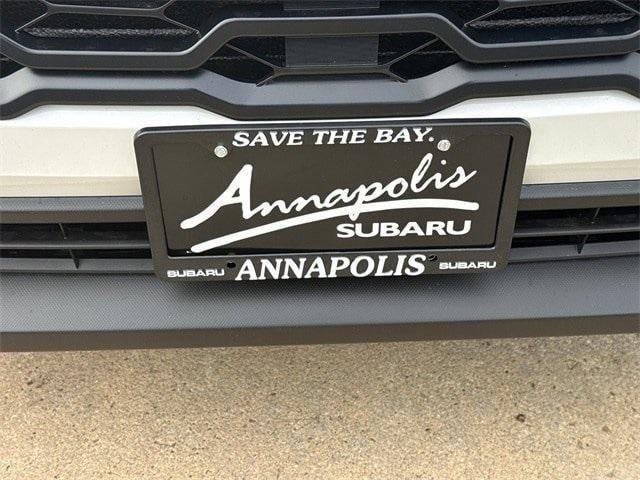 SAVE THE BAY.
Annapolis
SUBARU
SUBARU ANNAPOLIS SUBARU